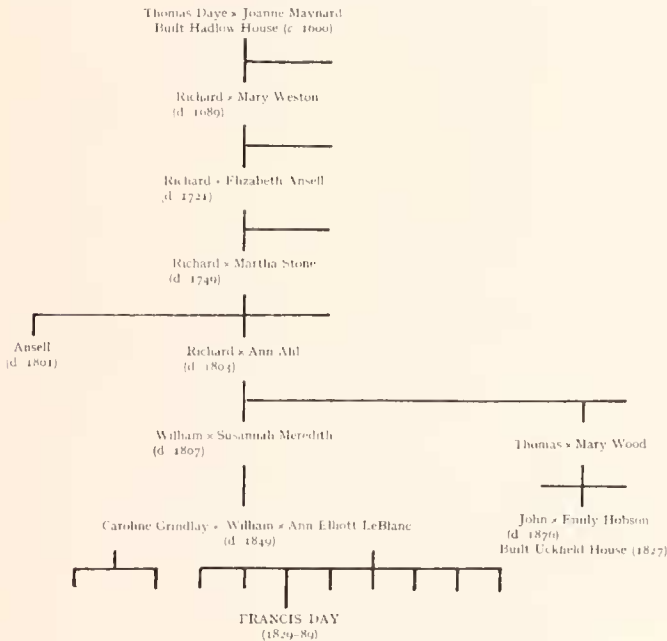 Thomas Daye × Joanne Maynard
Built Hadlow House (c 1600)
Richard × Mary Weston
(d 1689)
Richard × Elizabeth Ansell
(d 1721)
Richard × Martha Stone
(d 1749)
Ansell
(d 1801)
Richard × Ann Ahl
(d 1803)
William × Susannah Meredith
(d 1807)
Thomas × Mary Wood
Caroline Grindlay × William × Ann Elliott LeBlanc
(d 1849)
John × Emily Hobson
(d 1876)
Built Uckfield House (1827)
FRANCIS DAY
(1829–89)